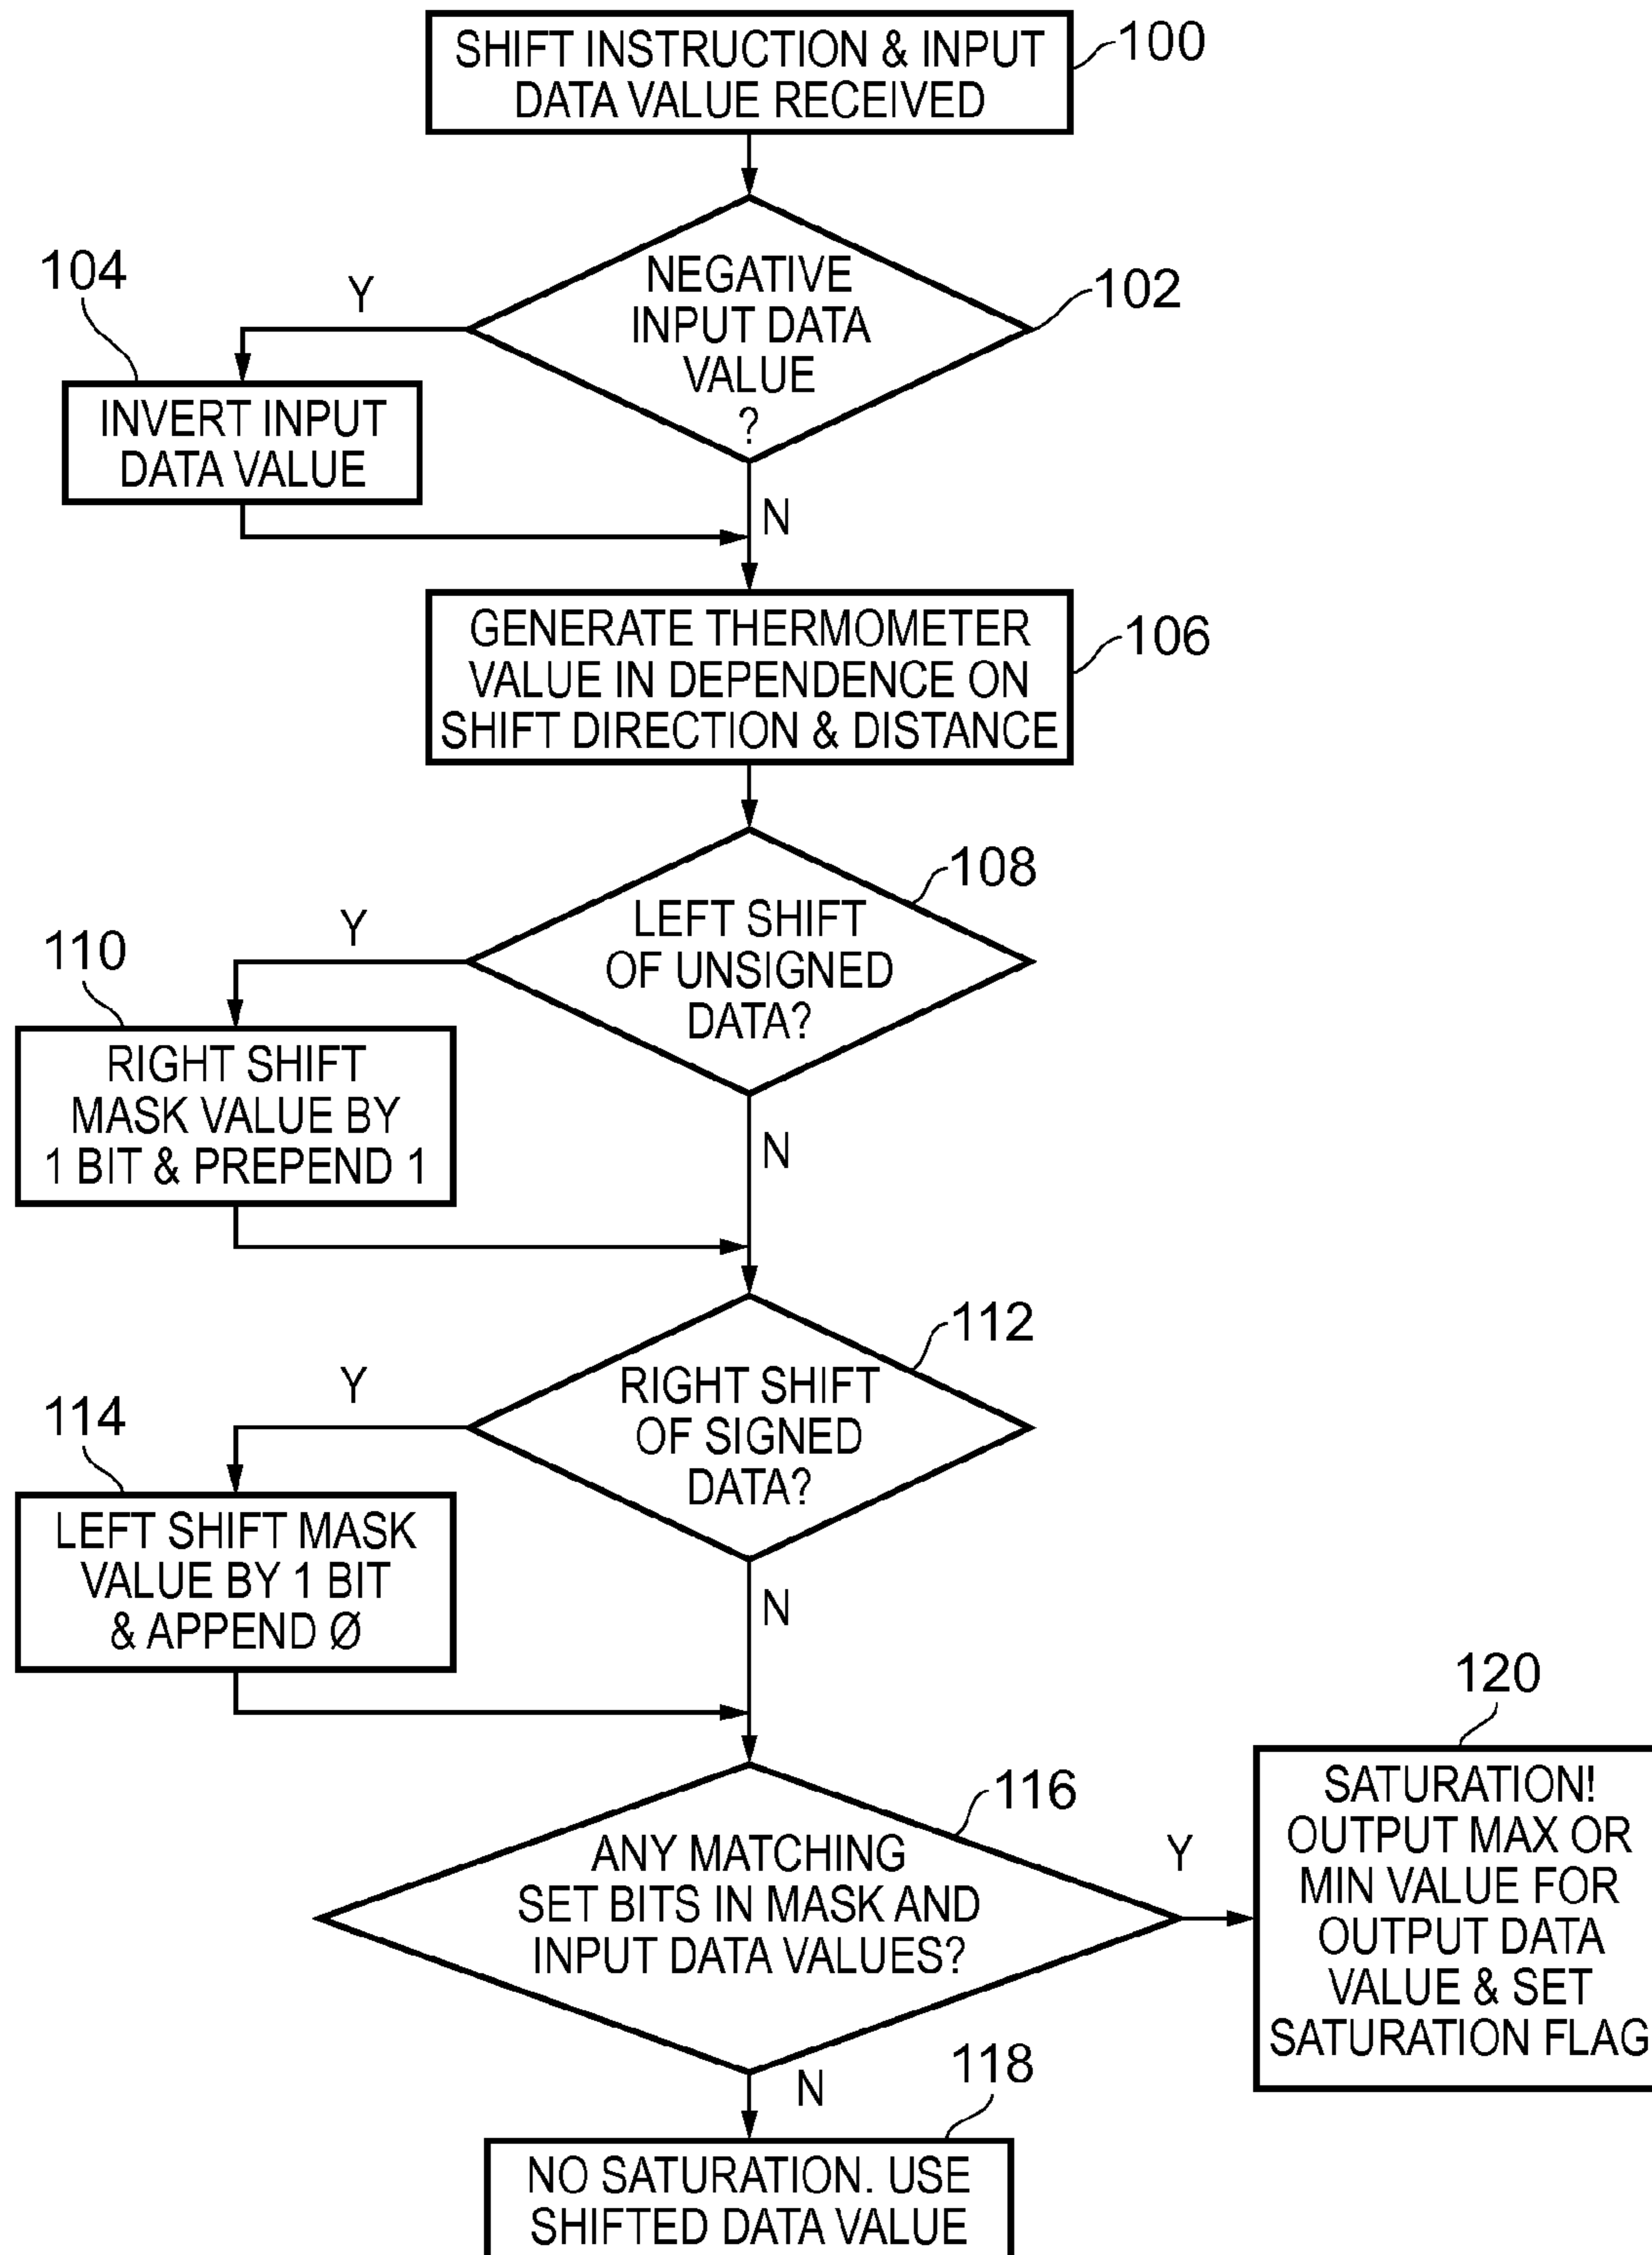 SHIFT INSTRUCTION & INPUT
DATA VALUE RECEIVED
100
NEGATIVE
INPUT DATA
VALUE
?
102
Y
104
INVERT INPUT
DATA VALUE
N
GENERATE THERMOMETER
VALUE IN DEPENDENCE ON
SHIFT DIRECTION & DISTANCE
106
LEFT SHIFT
OF UNSIGNED
DATA?
108
Y
110
RIGHT SHIFT
MASK VALUE BY
1 BIT & PREPEND 1
N
RIGHT SHIFT
OF SIGNED
DATA?
112
Y
114
LEFT SHIFT MASK
VALUE BY 1 BIT
& APPEND Ø
N
ANY MATCHING
SET BITS IN MASK AND
INPUT DATA VALUES?
116
Y
120
SATURATION!
OUTPUT MAX OR
MIN VALUE FOR
OUTPUT DATA
VALUE & SET
SATURATION FLAG
N
118
NO SATURATION. USE
SHIFTED DATA VALUE